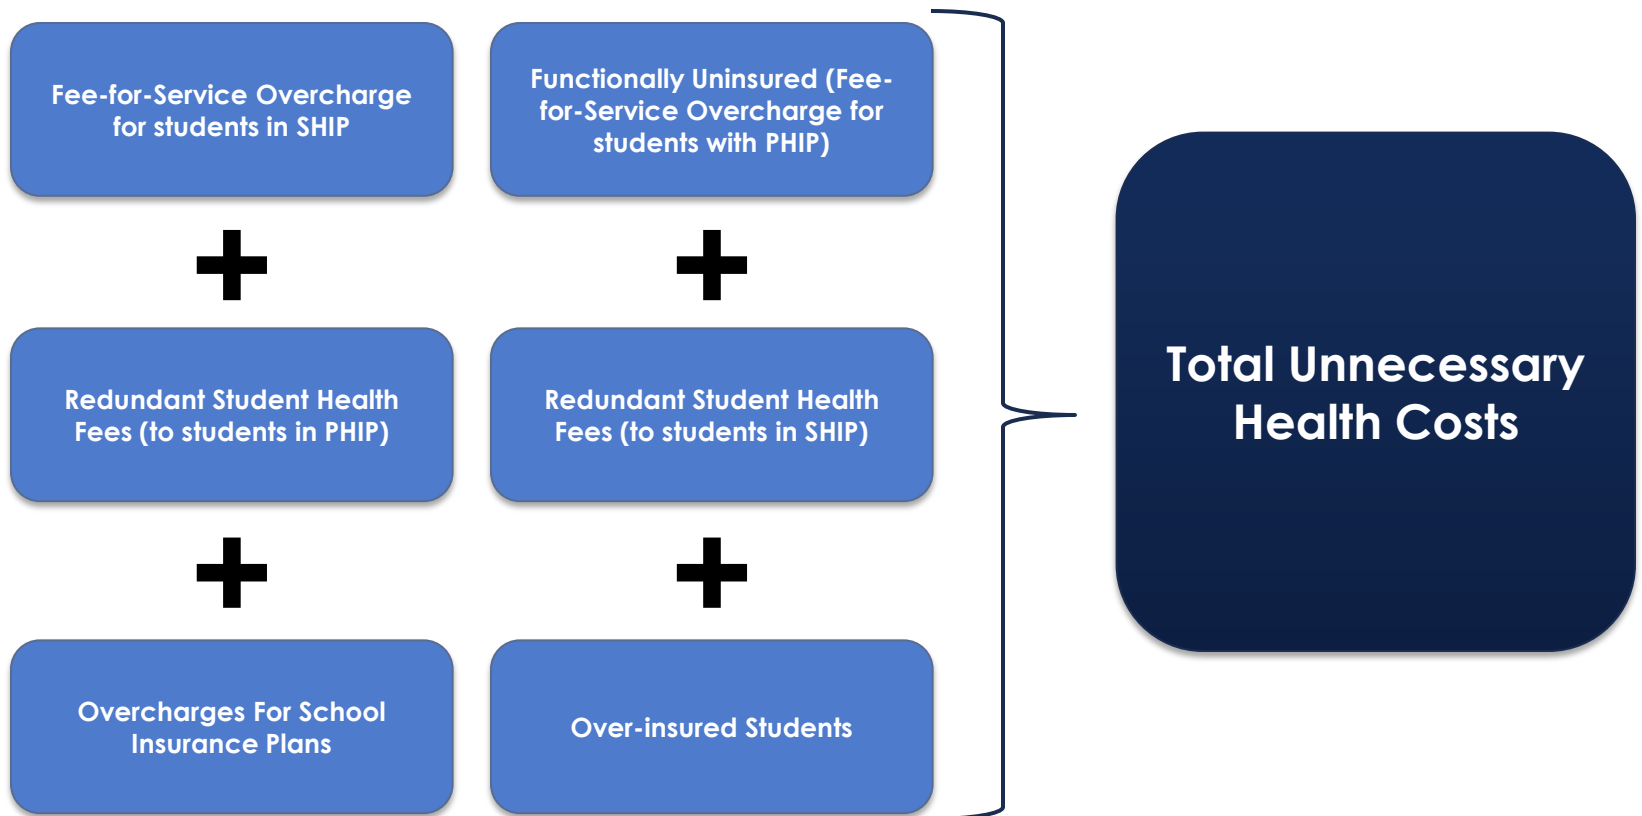 Fee-for-Service Overcharge
for students in SHIP
Functionally Uninsured (Fee-
for-Service Overcharge for
students with PHIP)
Redundant Student Health
Fees (to students in PHIP)
Redundant Student Health
Fees (to students in SHIP)
Overcharges For School
Insurance Plans
Over-insured Students
Total Unnecessary
Health Costs